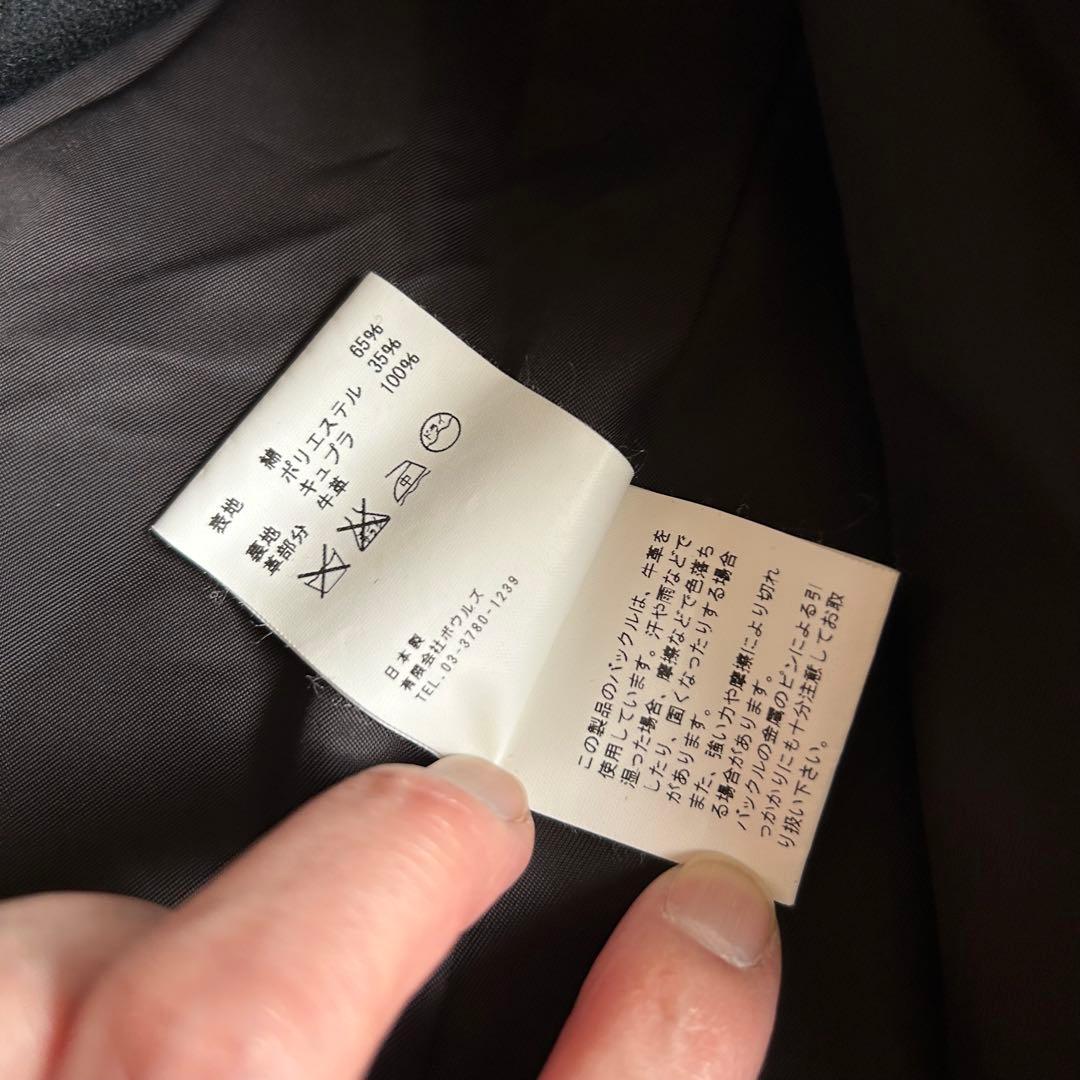 表地 綿 65%
ポリエステル 35%
裏地 キュプラ 100%
革部分 牛革
日本製
有限会社ボウルズ
TEL.03-3780-1239
この製品のバックルは、牛革を
使用しています。汗や雨などで
湿った場合、摩擦などで色落ち
したり、固くなったりする場合
があります。
また、強い力や摩擦により切れ
る場合があります。
バックルの金属のピンによる引
っかかりにも十分注意してお取
り扱い下さい。